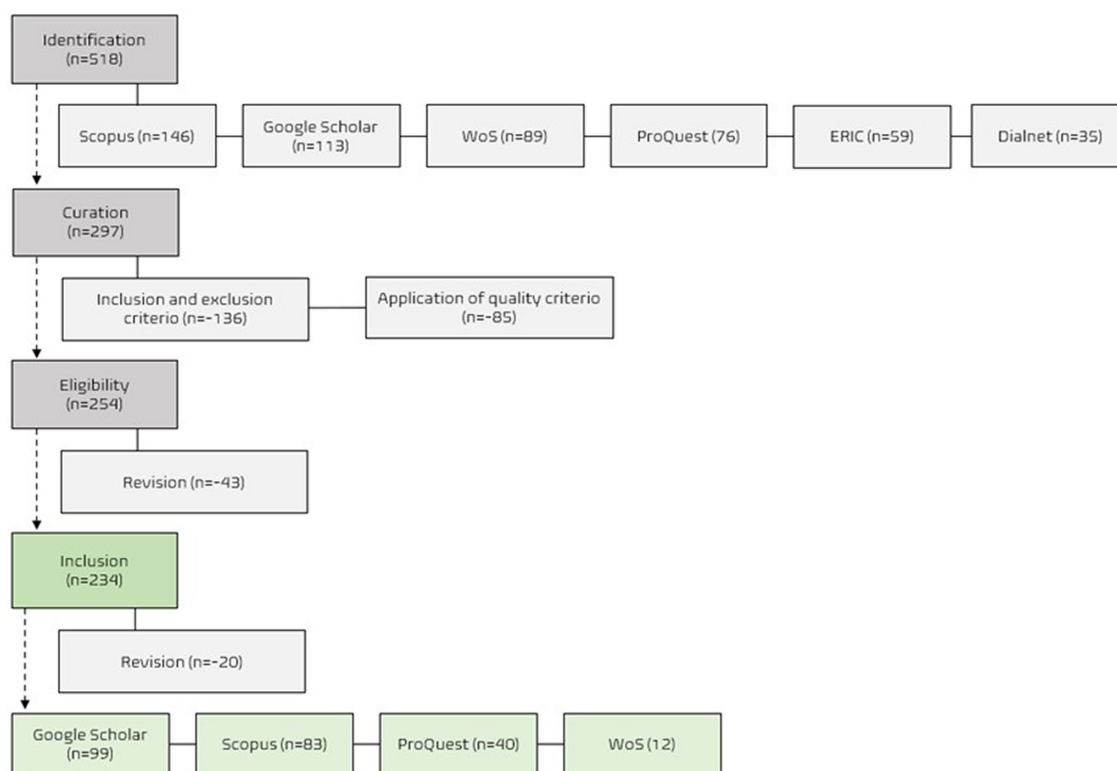 Identification
(n=518)
Scopus (n=146)
Google Scholar
(n=113)
WoS (n=89)
ProQuest (76)
ERIC (n=59)
Dialnet (n=35)
Curation
(n=297)
Inclusion and exclusion
criterio (n=-136)
Application of quality criterio
(n=-85)
Eligibility
(n=254)
Revision (n=-43)
Inclusion
(n=234)
Revision (n=-20)
Google Scholar
(n=99)
Scopus (n=83)
ProQuest (n=40)
WoS (12)